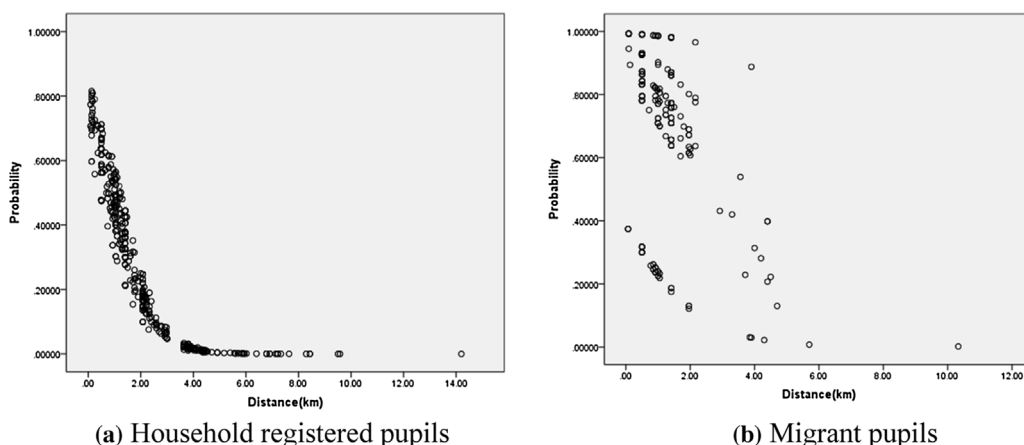 1.00000
.80000
.60000
.40000
.20000
.00000
Probability
.00 2.00 4.00 6.00 8.00 10.00 12.00 14.00
Distance(km)
(a) Household registered pupils
1.00000
.80000
.60000
.40000
.20000
.00000
Probability
.00 2.00 4.00 6.00 8.00 10.00 12.00
Distance(km)
(b) Migrant pupils